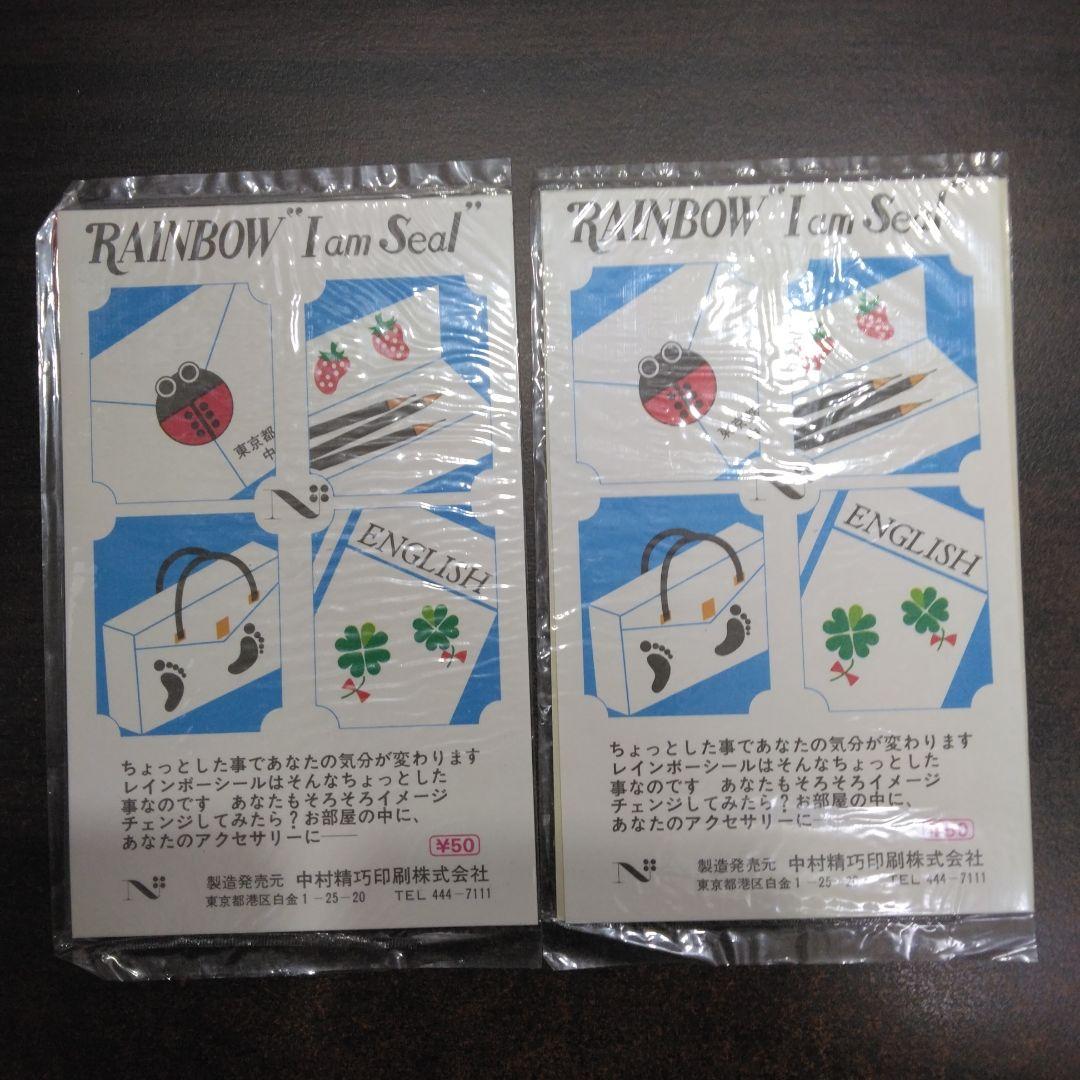 RAINBOW "I am Seal"
東京都
中
ENGLISH
N
ちょっとした事であなたの気分が変わります
レインボーシールはそんなちょっとした
事なのです　あなたもそろそろイメージ
チェンジしてみたら？お部屋の中に、
あなたのアクセサリーに——
¥50
N
製造発売元　中村精巧印刷株式会社
東京都港区白金1-25-20　TEL 444-7111
RAINBOW "I am Seal"
東京
ENGLISH
N
ちょっとした事であなたの気分が変わります
レインボーシールはそんなちょっとした
事なのです　あなたもそろそろイメージ
チェンジしてみたら？お部屋の中に、
あなたのアクセサリーに——
¥50
N
製造発売元　中村精巧印刷株式会社
東京都港区白金1-25-20　TEL 444-7111